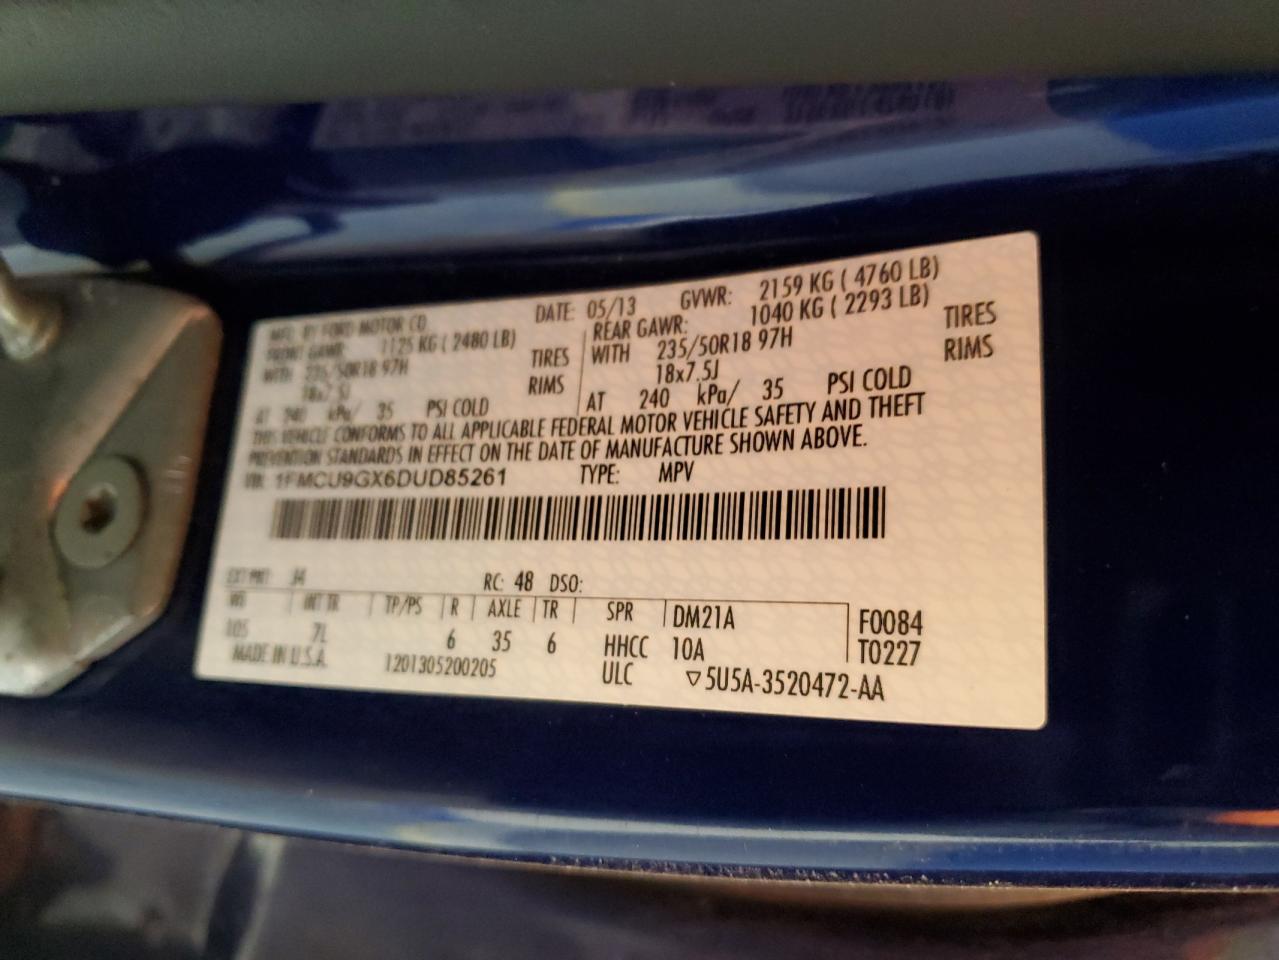 MFD. BY FORD MOTOR CO.
DATE: 05/13 GVWR: 2159 KG ( 4760 LB)
FRONT GAWR: 1125 KG ( 2480 LB)
WITH 235/50R18 97H TIRES
18x7.5J RIMS
AT 240 kPa/ 35 PSI COLD
REAR GAWR: 1040 KG ( 2293 LB)
WITH 235/50R18 97H TIRES
18x7.5J RIMS
AT 240 kPa/ 35 PSI COLD
THIS VEHICLE CONFORMS TO ALL APPLICABLE FEDERAL MOTOR VEHICLE SAFETY AND THEFT
PREVENTION STANDARDS IN EFFECT ON THE DATE OF MANUFACTURE SHOWN ABOVE.
VIN: 1FMCU9GX6DUD85261 TYPE: MPV
EXT PNT: J4 RC: 48 DSO:
WB INT TR TP/PS R AXLE TR SPR DM21A F0084
105 7L 6 35 6 HHCC 10A T0227
MADE IN U.S.A. 1201305200205 ULC ▽5U5A-3520472-AA